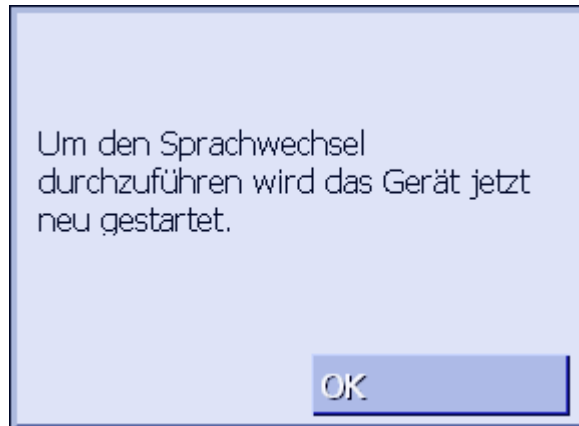 Um den Sprachwechsel
durchzuführen wird das Gerät jetzt
neu gestartet.
OK